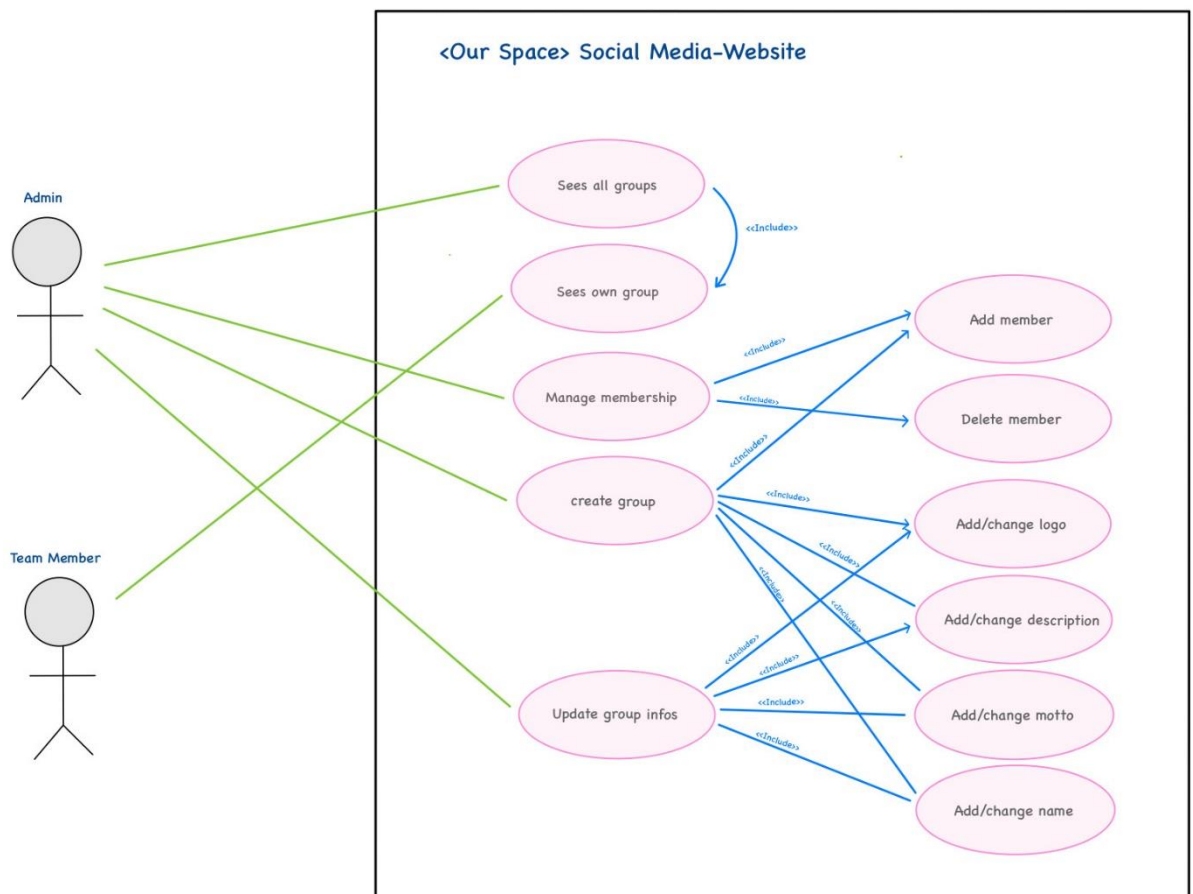 <Our Space> Social Media-Website
Admin
Sees all groups
<<Include>>
Sees own group
Add member
<<Include>>
Manage membership
<<Include>>
Delete member
<<Include>>
create group
<<Include>>
Add/change logo
Team Member
<<Include>>
<<Include>>
<<Include>>
Add/change description
<<Include>>
<<Include>>
Update group infos
<<Include>>
Add/change motto
<<Include>>
Add/change name